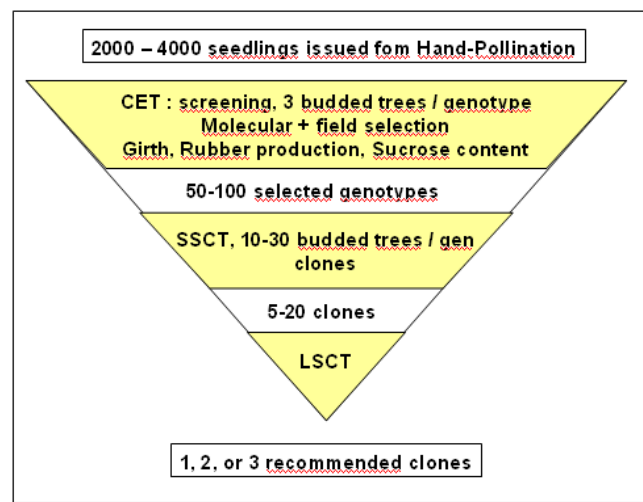 2000 – 4000 seedlings issued fom Hand-Pollination
CET : screening, 3 budded trees / genotype
Molecular + field selection
Girth, Rubber production, Sucrose content
50-100 selected genotypes
SSCT, 10-30 budded trees / gen
clones
5-20 clones
LSCT
1, 2, or 3 recommended clones